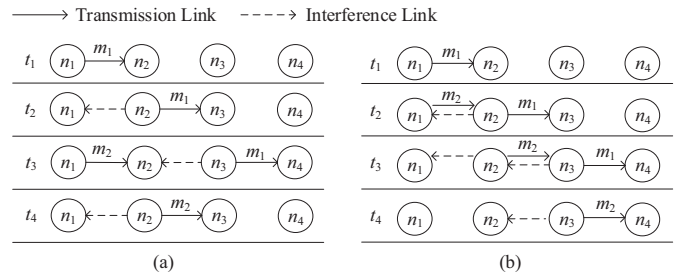 Transmission Link Interference Link
t₁ n₁ m₁ n₂ n₃ n₄
t₂ n₁ n₂ m₁ n₃ n₄
t₃ n₁ m₂ n₂ n₃ m₁ n₄
t₄ n₁ n₂ m₂ n₃ n₄
(a)
t₁ n₁ m₁ n₂ n₃ n₄
t₂ n₁ m₂ n₂ m₁ n₃ n₄
t₃ n₁ n₂ m₂ n₃ m₁ n₄
t₄ n₁ n₂ n₃ m₂ n₄
(b)